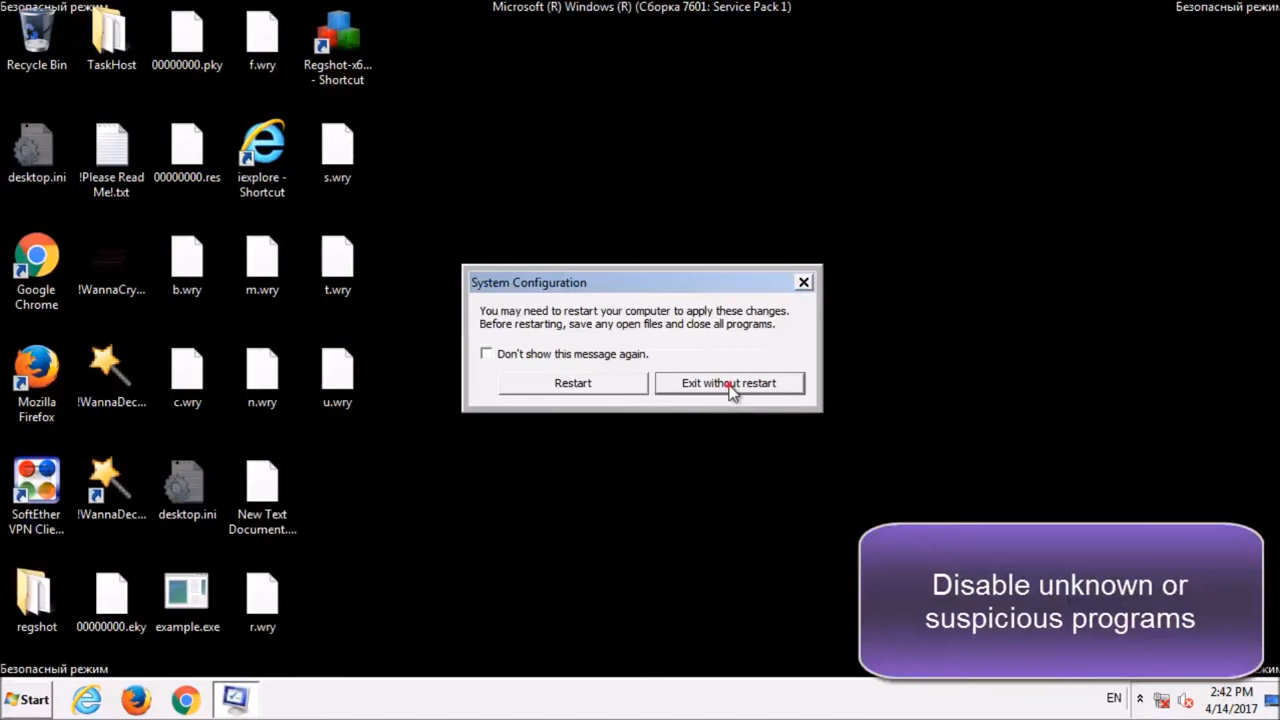 Безопасный режим
Microsoft (R) Windows (R) (Сборка 7601: Service Pack 1)
Безопасный режим
Recycle Bin
TaskHost
00000000.pky
f.wry
Regshot-x6...
- Shortcut
desktop.ini
!Please Read
Me!.txt
00000000.res
iexplore -
Shortcut
s.wry
Google
Chrome
!WannaCry...
b.wry
m.wry
t.wry
Mozilla
Firefox
!WannaDec...
c.wry
n.wry
u.wry
SoftEther
VPN Clie...
!WannaDec...
desktop.ini
New Text
Document....
regshot
00000000.eky
example.exe
r.wry
System Configuration
You may need to restart your computer to apply these changes.
Before restarting, save any open files and close all programs.
Don't show this message again.
Restart
Exit without restart
Disable unknown or
suspicious programs
Безопасный режим
Start
EN
2:42 PM
4/14/2017